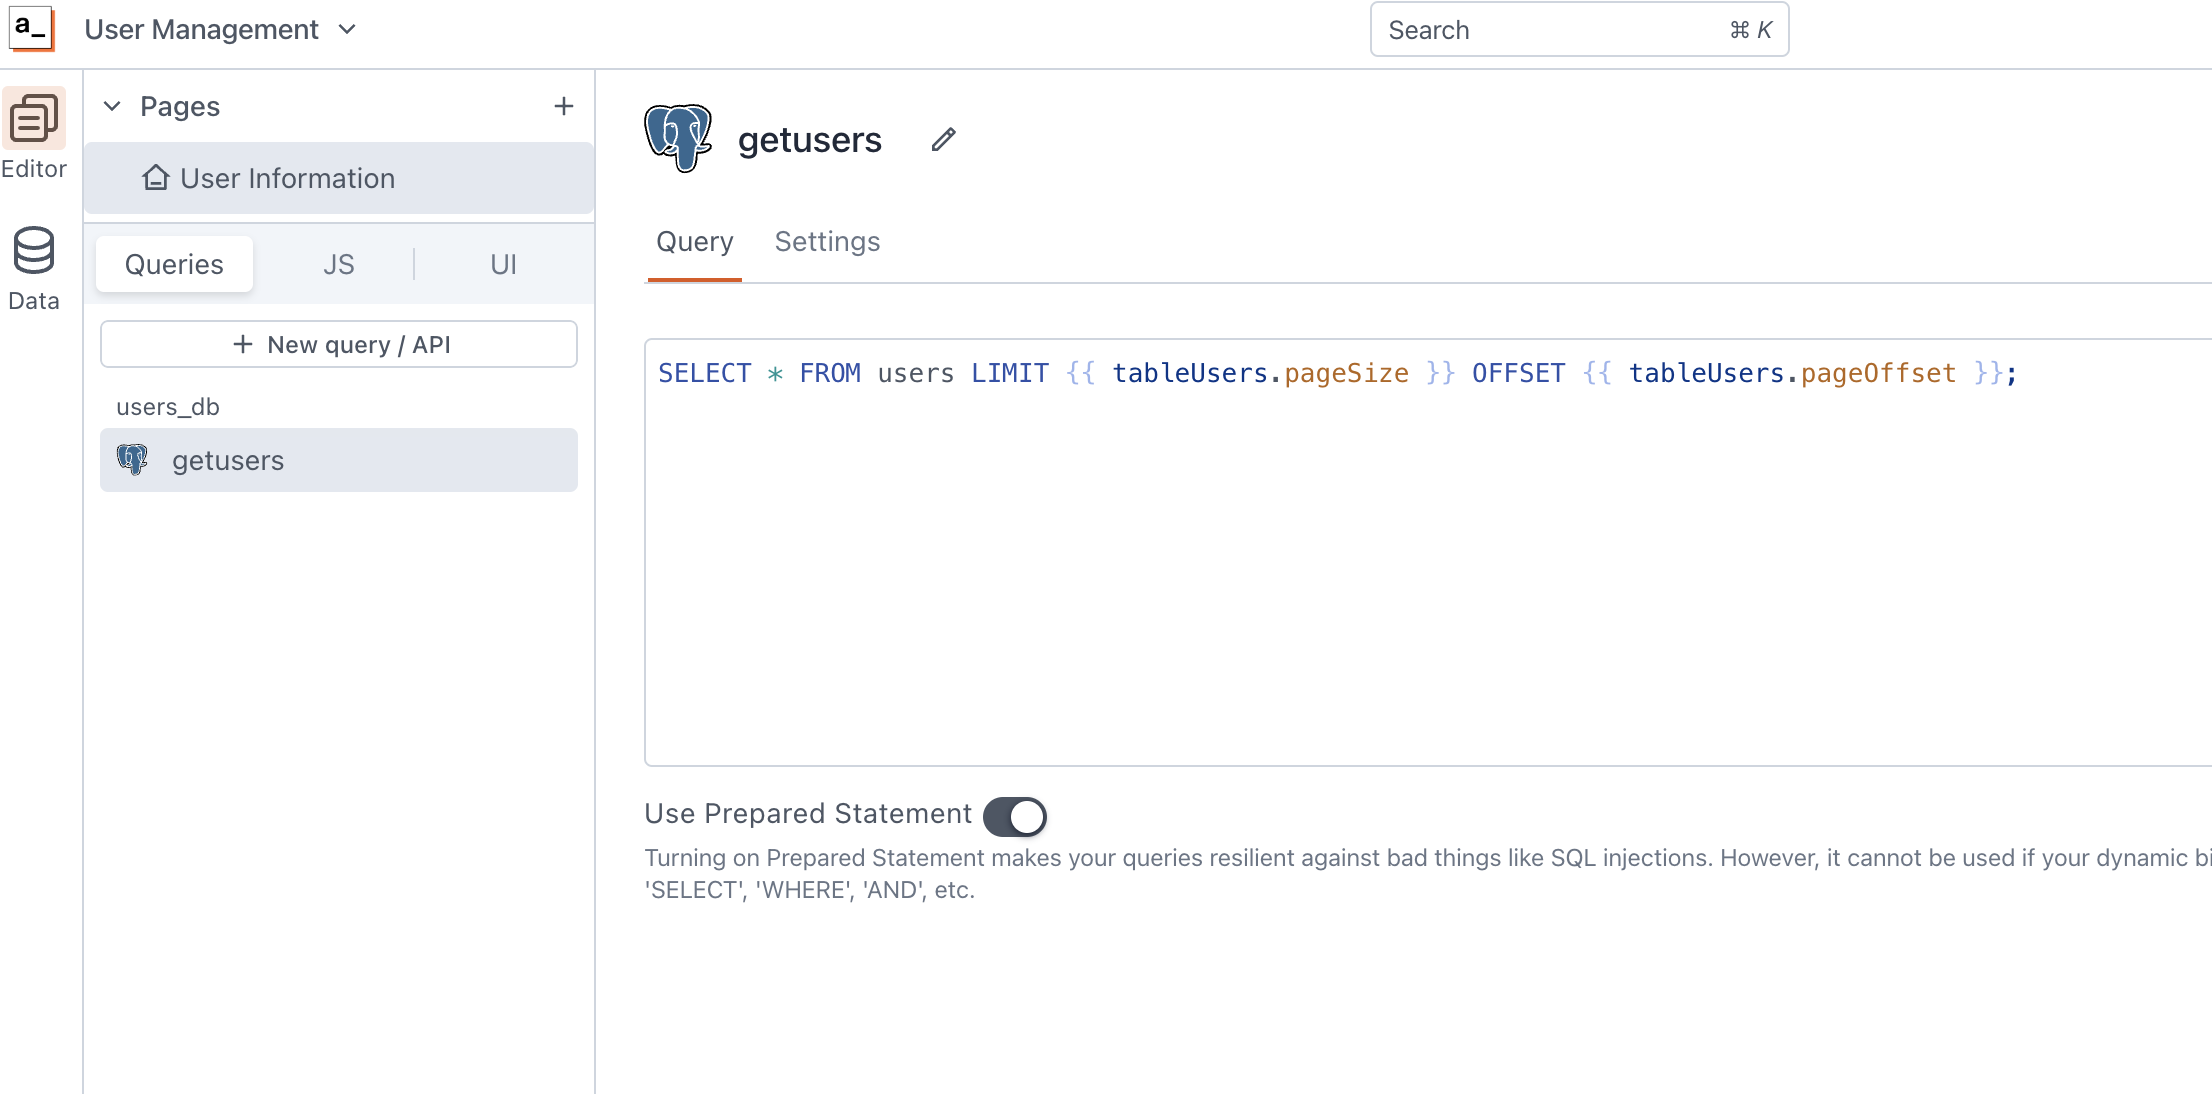 a_
User Management
Search ⌘ K
Editor
Data
Pages
User Information
Queries JS UI
New query / API
users_db
getusers
getusers
Query Settings
SELECT * FROM users LIMIT {{ tableUsers.pageSize }} OFFSET {{ tableUsers.pageOffset }};
Use Prepared Statement
Turning on Prepared Statement makes your queries resilient against bad things like SQL injections. However, it cannot be used if your dynamic
'SELECT', 'WHERE', 'AND', etc.